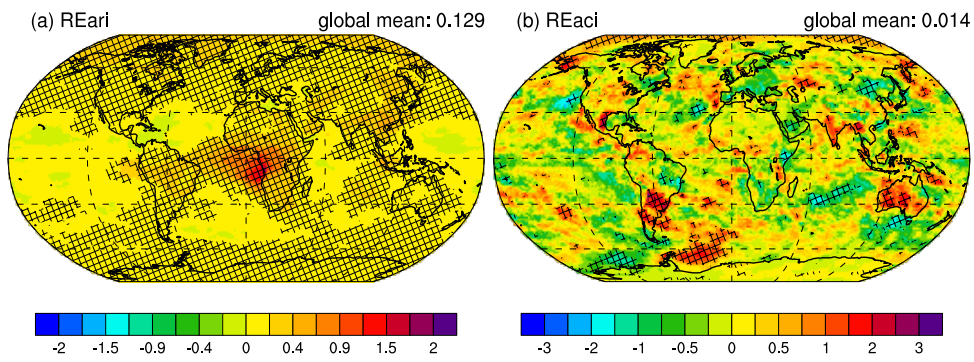 (a) REari global mean: 0.129
(b) REaci global mean: 0.014
-2 -1.5 -0.9 -0.4 0 0.4 0.9 1.5 2
-3 -2 -1 -0.5 0 0.5 1 2 3